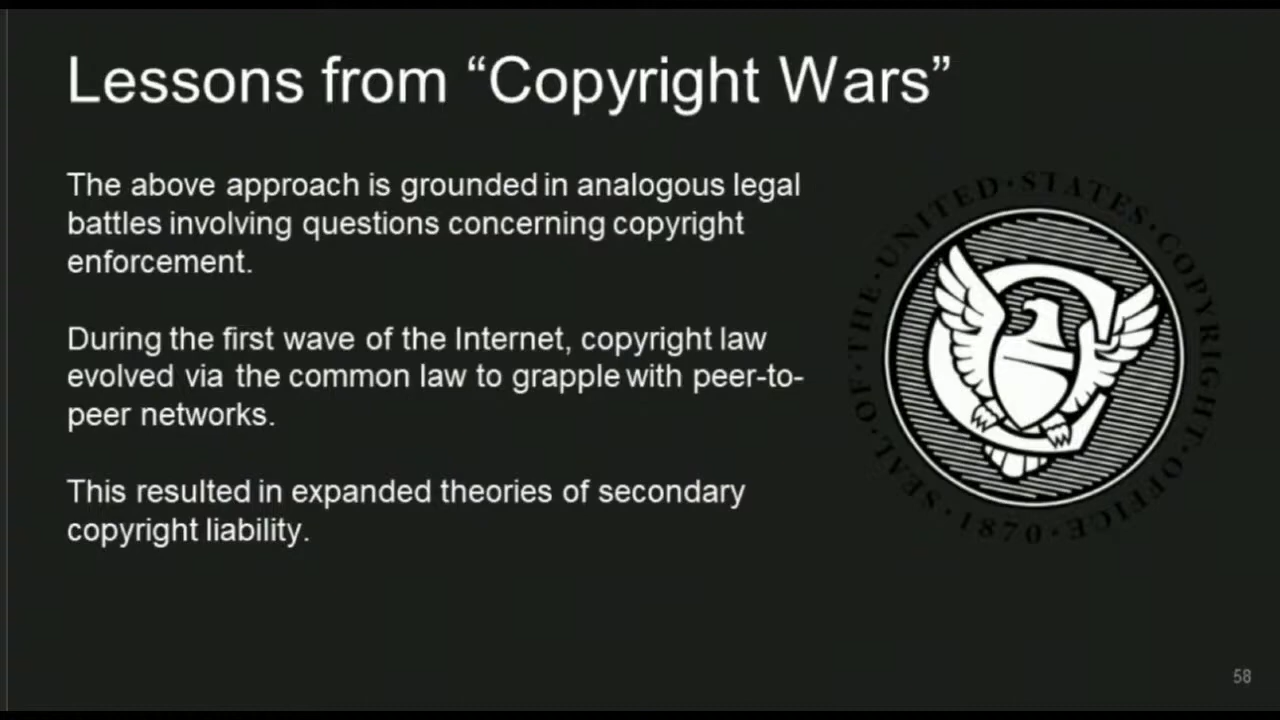 Lessons from “Copyright Wars”
The above approach is grounded in analogous legal
battles involving questions concerning copyright
enforcement.
During the first wave of the Internet, copyright law
evolved via the common law to grapple with peer-to-
peer networks.
This resulted in expanded theories of secondary
copyright liability.
SEAL·OF·THE·UNITED·STATES·COPYRIGHT·OFFICE·1870·
58